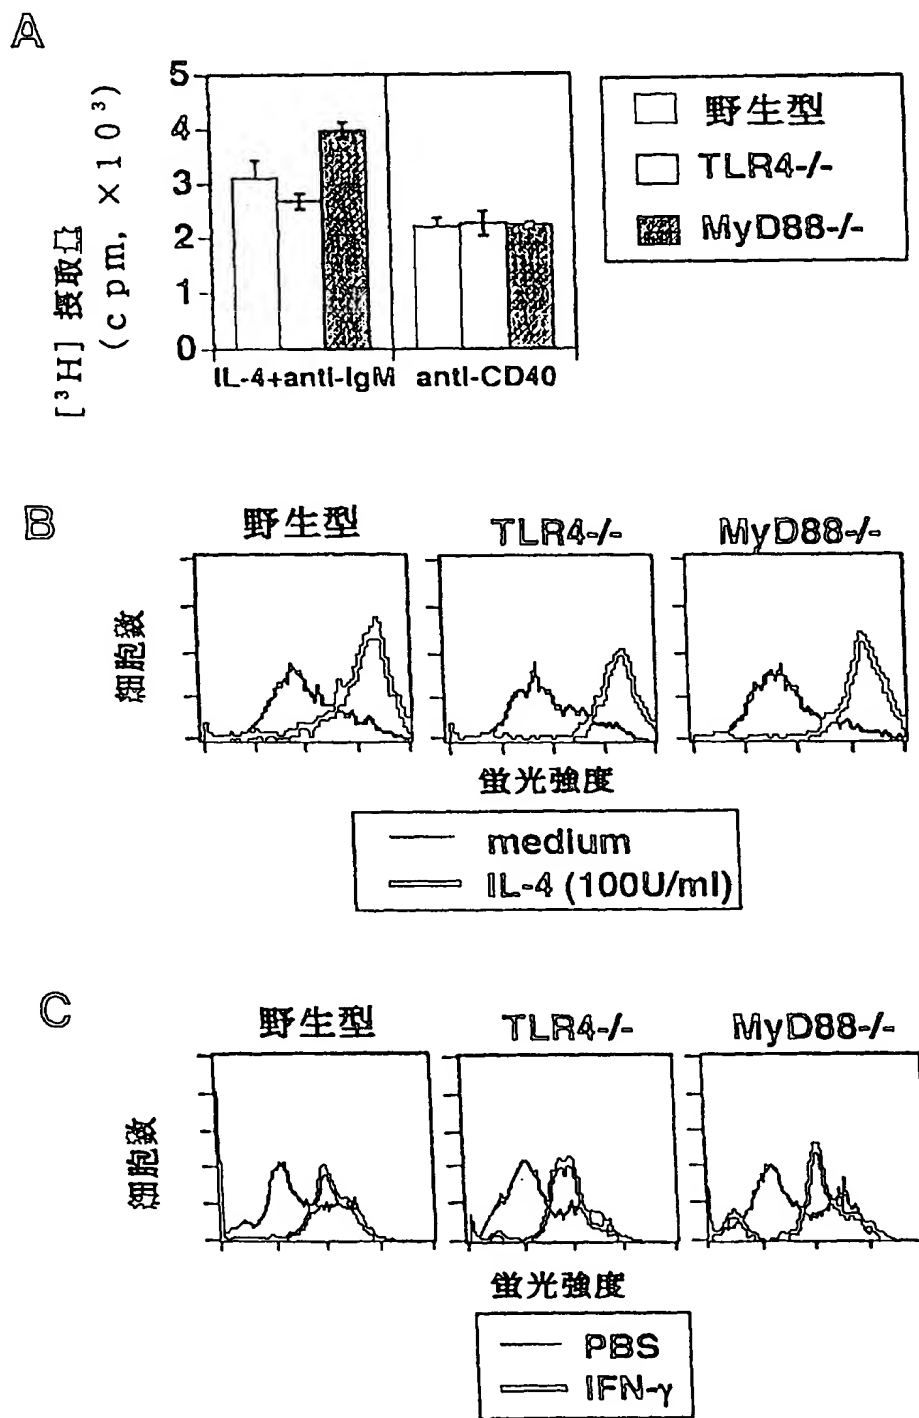 A
5
4
3
2
1
0
[³H] 摂取量
(cpm, ×10³)
IL-4+anti-IgM anti-CD40
野生型
TLR4-/-
MyD88-/-
B
野生型 TLR4-/- MyD88-/-
細胞数
蛍光強度
medium
IL-4 (100U/ml)
C
野生型 TLR4-/- MyD88-/-
細胞数
蛍光強度
PBS
IFN-γ